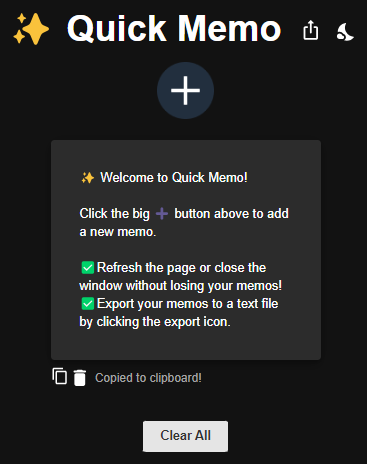 ✨ Quick Memo
✨ Welcome to Quick Memo!
Click the big ➕ button above to add
a new memo.
✅Refresh the page or close the
window without losing your memos!
✅Export your memos to a text file
by clicking the export icon.
Copied to clipboard!
Clear All